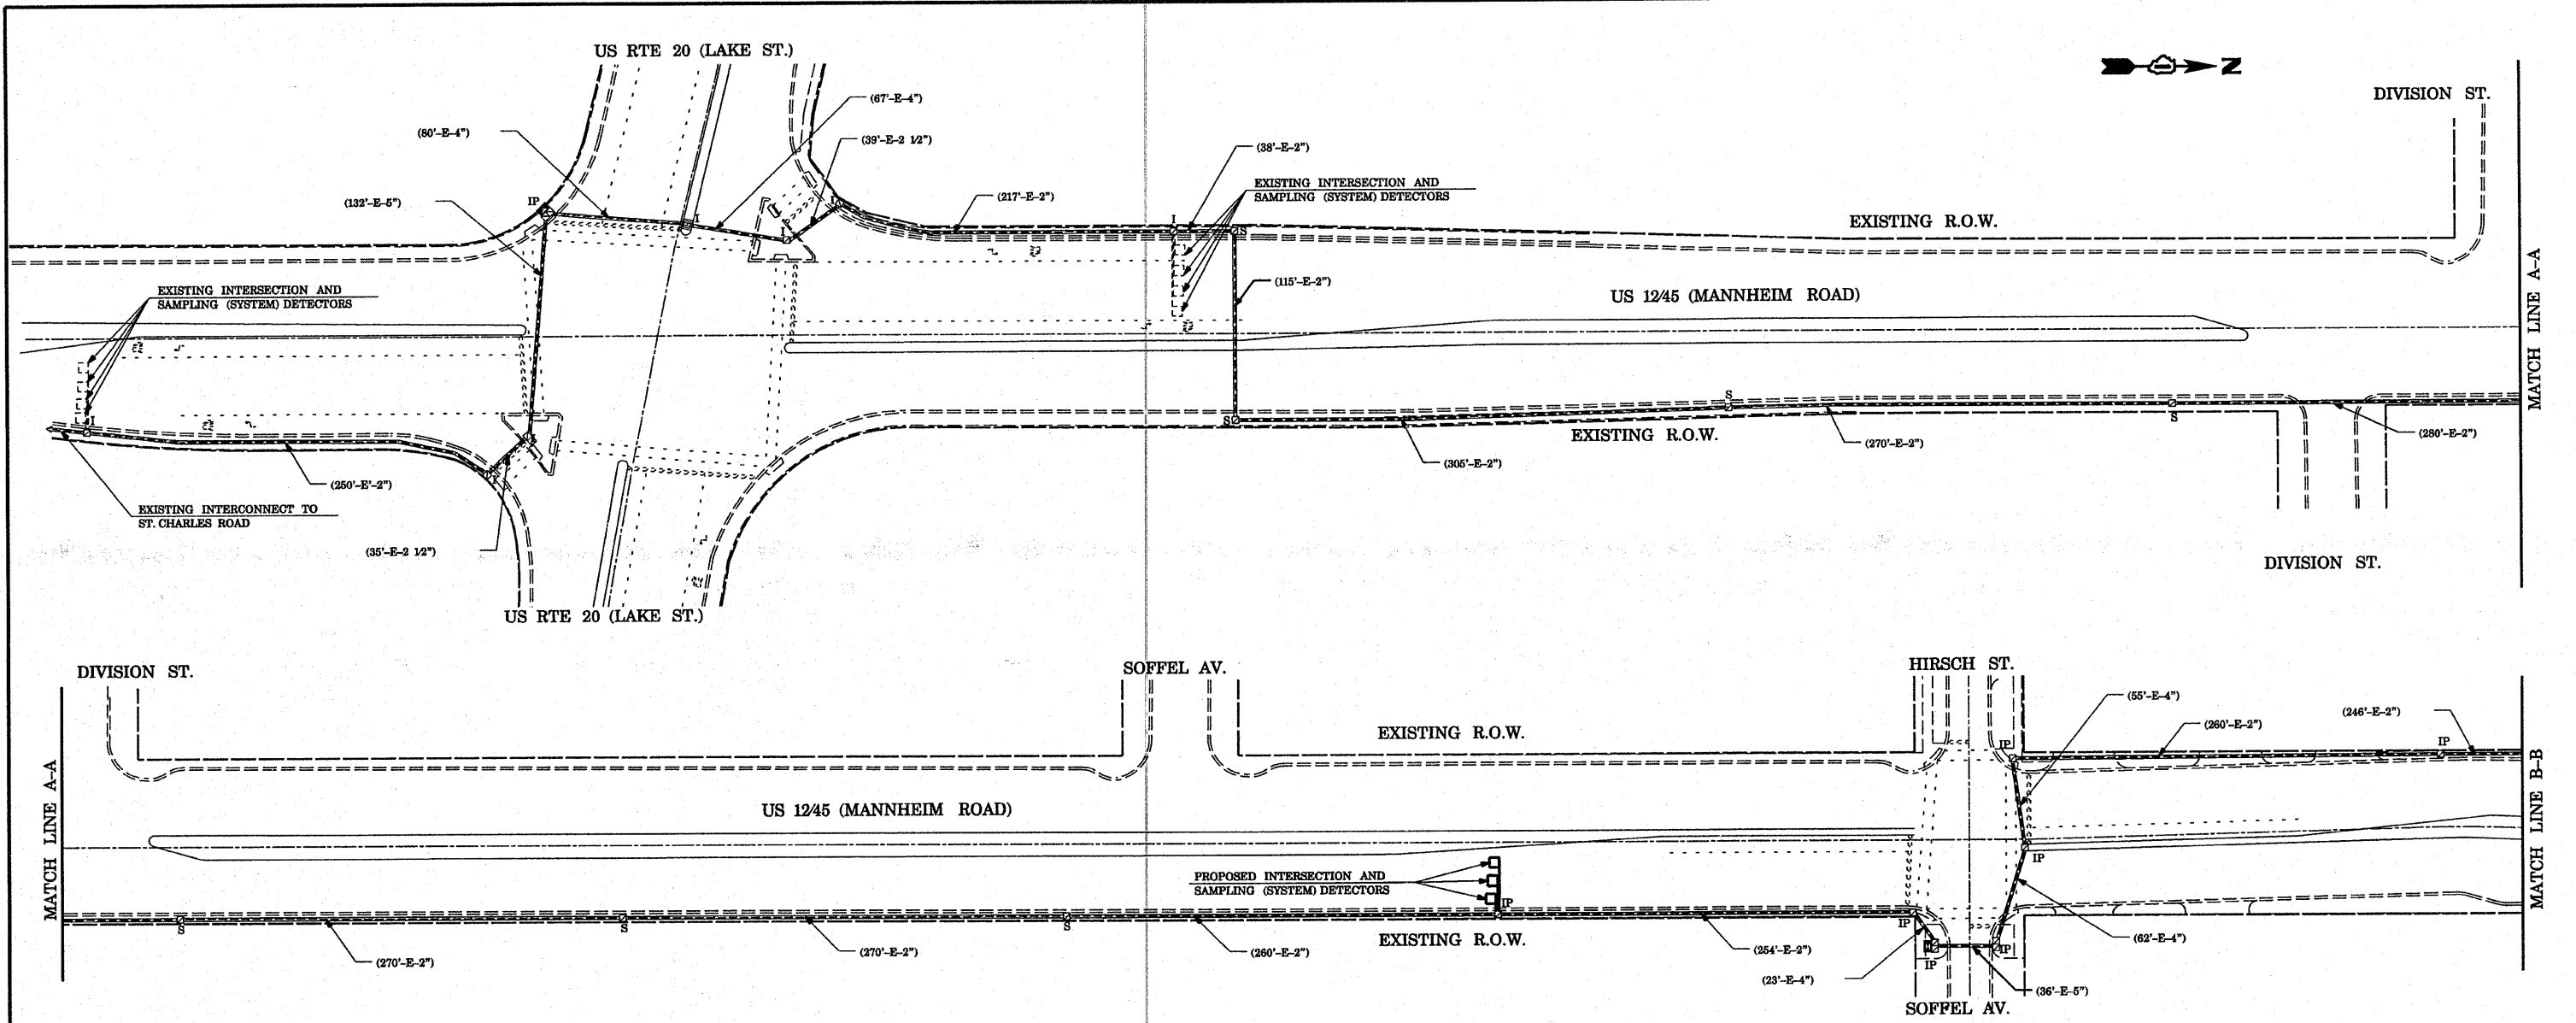 US RTE 20 (LAKE ST.)
N
DIVISION ST.
(67'-E-4")
(80'-E-4")
(39'-E-2 1/2")
(38'-E-2")
EXISTING INTERSECTION AND
SAMPLING (SYSTEM) DETECTORS
(132'-E-5")
IP
I
I
I
(217'-E-2")
I
S
EXISTING R.O.W.
MATCH LINE A-A
(115'-E-2")
EXISTING INTERSECTION AND
SAMPLING (SYSTEM) DETECTORS
US 12/45 (MANNHEIM ROAD)
I
S
S
S
EXISTING R.O.W.
(270'-E-2")
(280'-E-2")
(305'-E-2")
(250'-E'-2")
I
I
EXISTING INTERCONNECT TO
ST. CHARLES ROAD
(35'-E-2 1/2")
DIVISION ST.
US RTE 20 (LAKE ST.)
DIVISION ST.
SOFFEL AV.
HIRSCH ST.
(55'-E-4")
(260'-E-2")
(246'-E-2")
EXISTING R.O.W.
IP
IP
MATCH LINE A-A
US 12/45 (MANNHEIM ROAD)
MATCH LINE B-B
IP
PROPOSED INTERSECTION AND
SAMPLING (SYSTEM) DETECTORS
IP
S
S
S
IP
EXISTING R.O.W.
(270'-E-2")
(270'-E-2")
(260'-E-2")
(254'-E-2")
IP
IP
(62'-E-4")
(23'-E-4")
(36'-E-5")
SOFFEL AV.